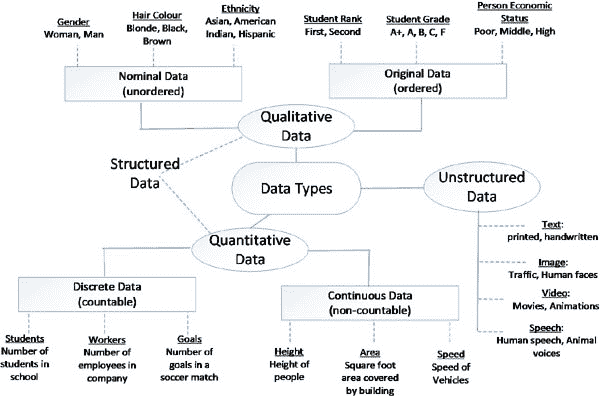 Gender
Woman, Man
Hair Colour
Blonde, Black,
Brown
Ethnicity
Asian, American
Indian, Hispanic
Student Rank
First, Second
Student Grade
A+, A, B, C, F
Person Economic
Status
Poor, Middle, High
Nominal Data
(unordered)
Original Data
(ordered)
Qualitative
Data
Structured
Data
Data Types
Unstructured
Data
Quantitative
Data
Text:
printed, handwritten
Image:
Traffic, Human faces
Video:
Movies, Animations
Speech:
Human speech, Animal
voices
Discrete Data
(countable)
Continuous Data
(non-countable)
Students
Number of
students in
school
Workers
Number of
employees in
company
Goals
Number of
goals in a
soccer match
Height
Height of
people
Area
Square foot
area covered
by building
Speed
Speed of
Vehicles